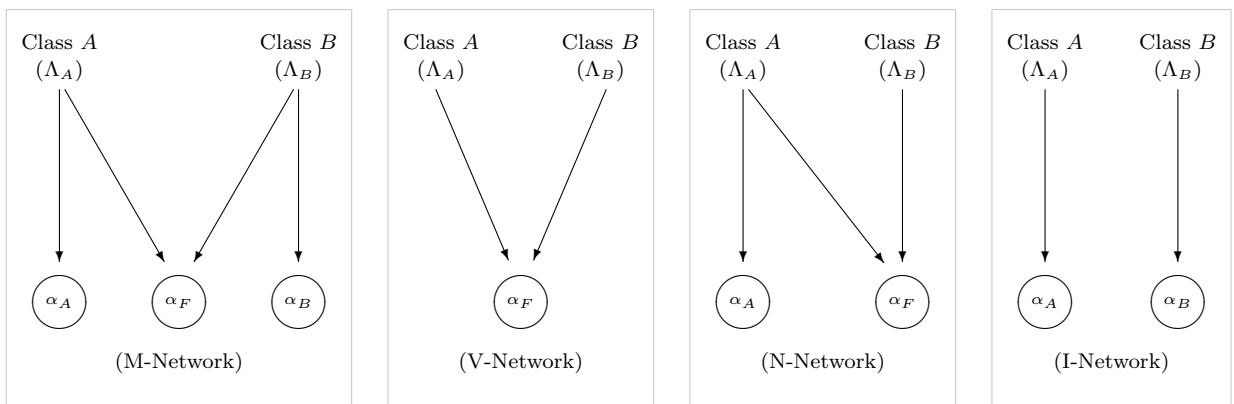 Class A Class B Class A Class B Class A Class B Class A Class B
(Λ_A) (Λ_B) (Λ_A) (Λ_B) (Λ_A) (Λ_B) (Λ_A) (Λ_B)
α_A α_F α_B α_F α_A α_F α_A α_B
(M-Network) (V-Network) (N-Network) (I-Network)